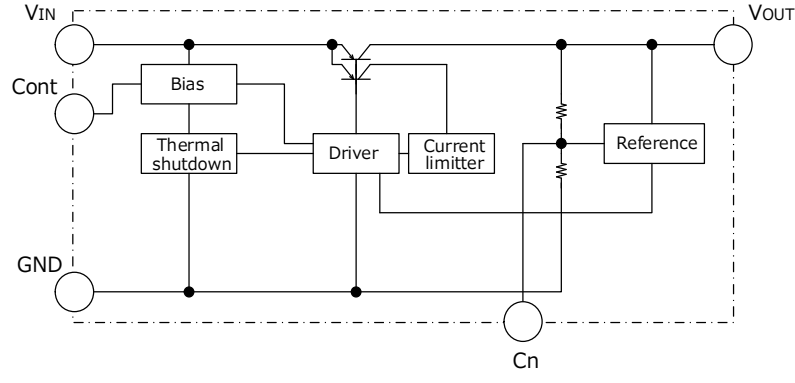 VIN
VOUT
Cont
Bias
Thermal
shutdown
Driver
Current
limitter
Reference
GND
Cn